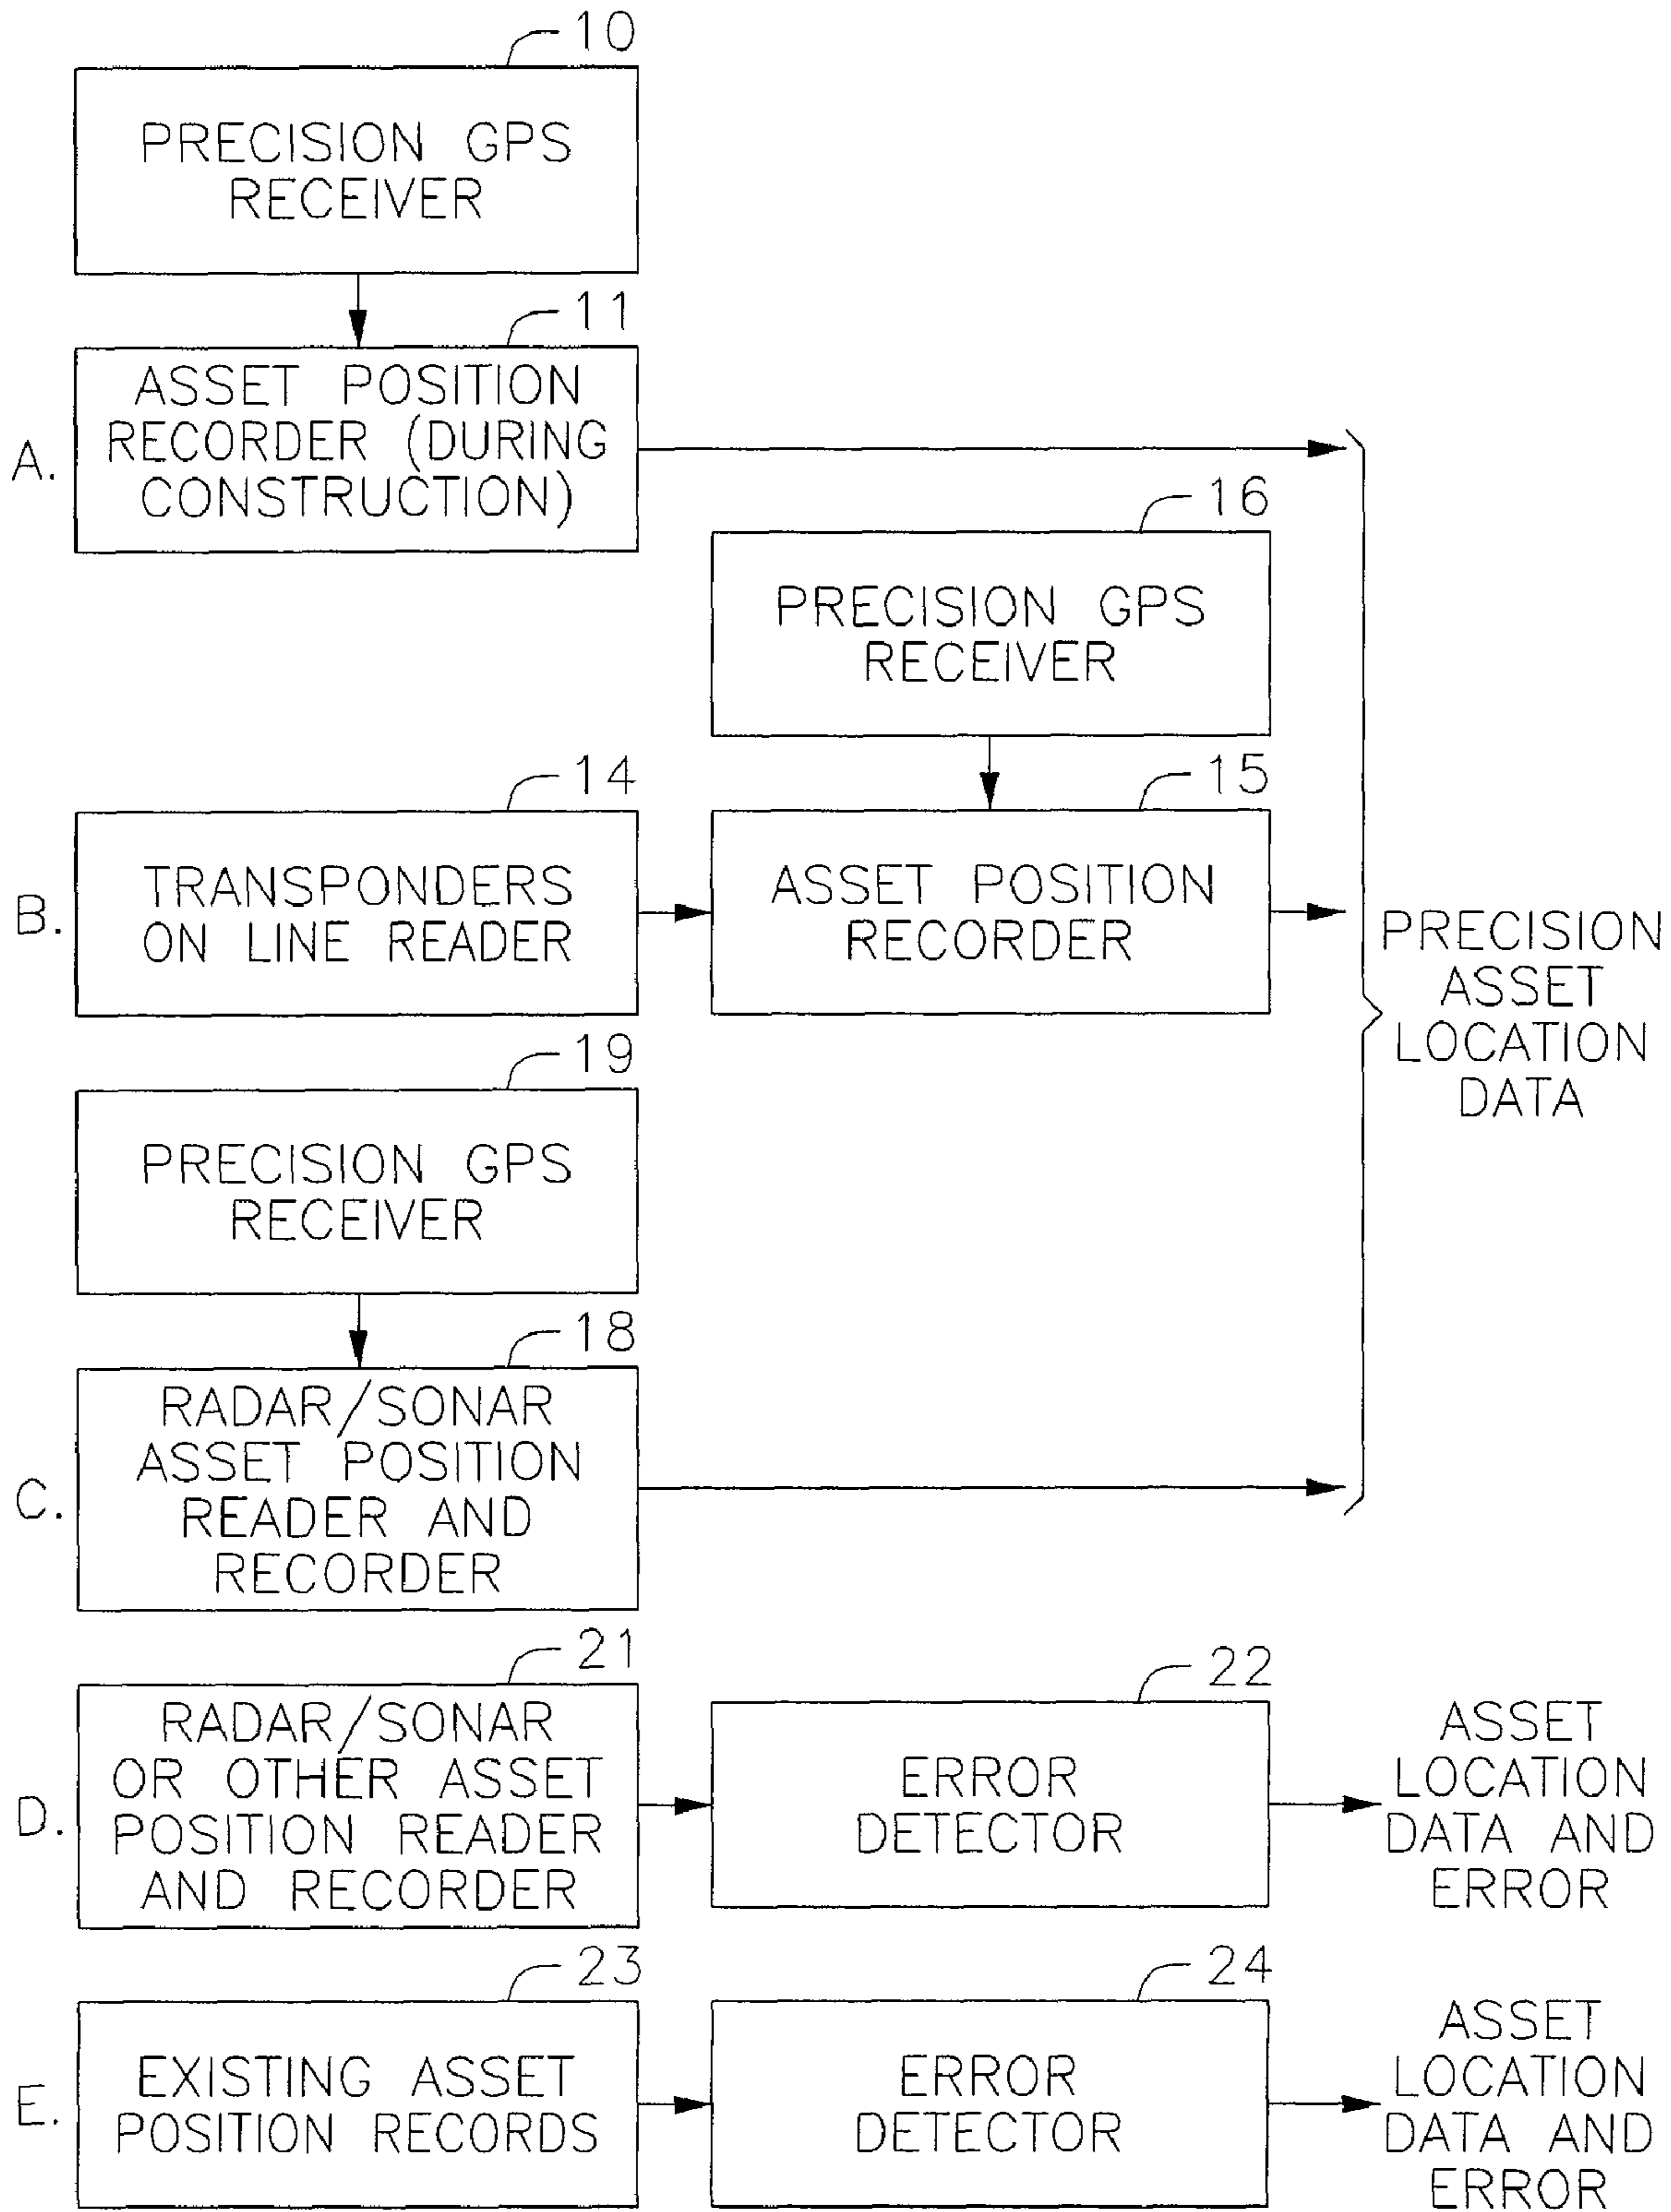 10
PRECISION GPS
RECEIVER
11
A.
ASSET POSITION
RECORDER (DURING
CONSTRUCTION)
16
PRECISION GPS
RECEIVER
14
B.
TRANSPONDERS
ON LINE READER
15
ASSET POSITION
RECORDER
PRECISION
ASSET
LOCATION
DATA
19
PRECISION GPS
RECEIVER
18
C.
RADAR/SONAR
ASSET POSITION
READER AND
RECORDER
21
D.
RADAR/SONAR
OR OTHER ASSET
POSITION READER
AND RECORDER
22
ERROR
DETECTOR
ASSET
LOCATION
DATA AND
ERROR
23
E.
EXISTING ASSET
POSITION RECORDS
24
ERROR
DETECTOR
ASSET
LOCATION
DATA AND
ERROR